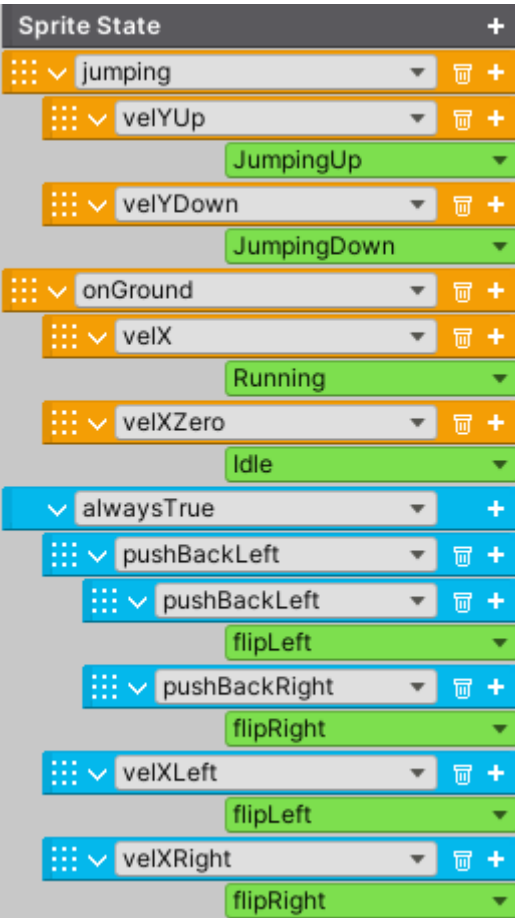 Sprite State
jumping
velYUp
JumpingUp
velYDown
JumpingDown
onGround
velX
Running
velXZero
Idle
alwaysTrue
pushBackLeft
pushBackLeft
flipLeft
pushBackRight
flipRight
velXLeft
flipLeft
velXRight
flipRight